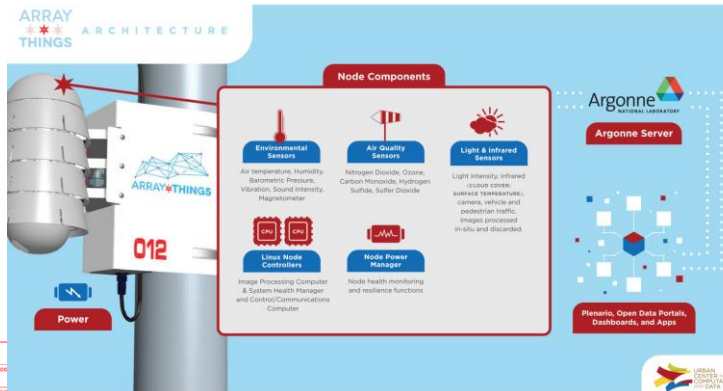 ARRAY
THINGS
ARCHITECTURE
Node Components
Environmental
Sensors
Air temperature, Humidity,
Barometric Pressure,
Vibration, Sound Intensity,
Magnetometer
Air Quality
Sensors
Nitrogen Dioxide, Ozone,
Carbon Monoxide, Hydrogen
Sulfide, Sulfer Dioxide
Light & Infrared
Sensors
Light intensity, infrared
(CLOUD COVER,
SURFACE TEMPERATURE),
camera, vehicle and
pedestrian traffic.
Images processed
in-situ and discarded.
CPU
CPU
Linux Node
Controllers
Image Processing Computer
& System Health Manager
and Control/Communications
Computer
Node Power
Manager
Node health monitoring
and resilience functions
ARRAY THINGS
012
Power
Argonne
NATIONAL LABORATORY
Argonne Server
Plenario, Open Data Portals,
Dashboards, and Apps
URBAN
CENTER
COMPUTA
DATA